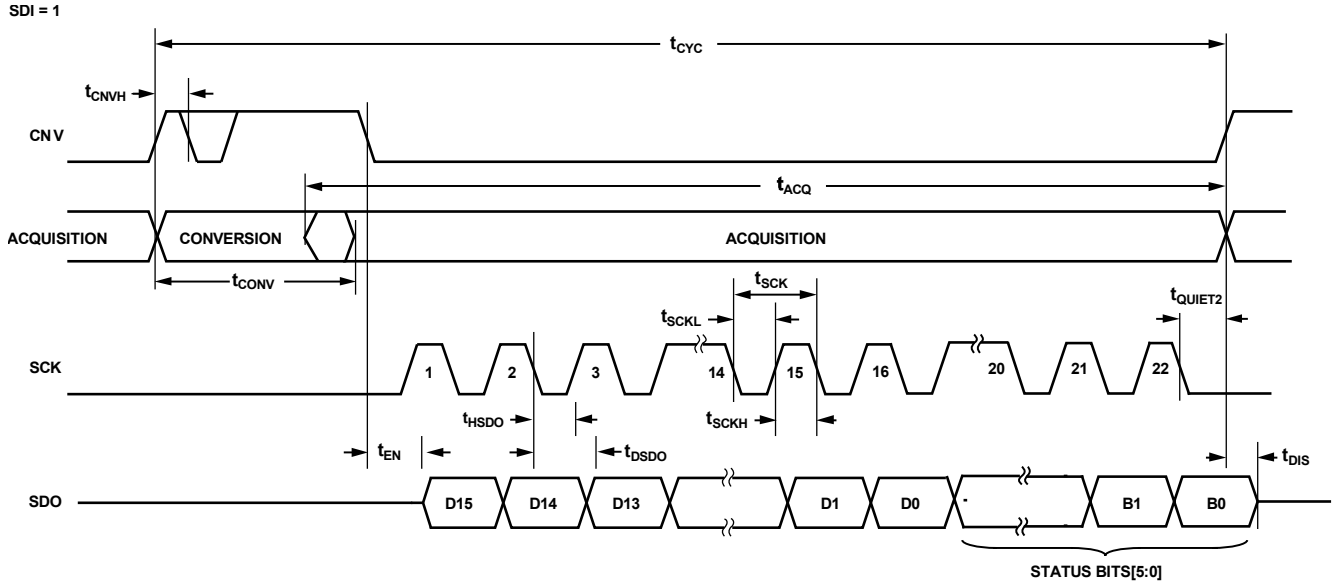 SDI = 1
tCYC
tCNVH
CNV
tACQ
ACQUISITION
CONVERSION
ACQUISITION
tCONV
tSCK
tQUIET2
tSCKL
SCK
1
2
3
14
15
16
20
21
22
tHSDO
tSCKH
tEN
tDSDO
tDIS
SDO
D15
D14
D13
D1
D0
B1
B0
STATUS BITS[5:0]